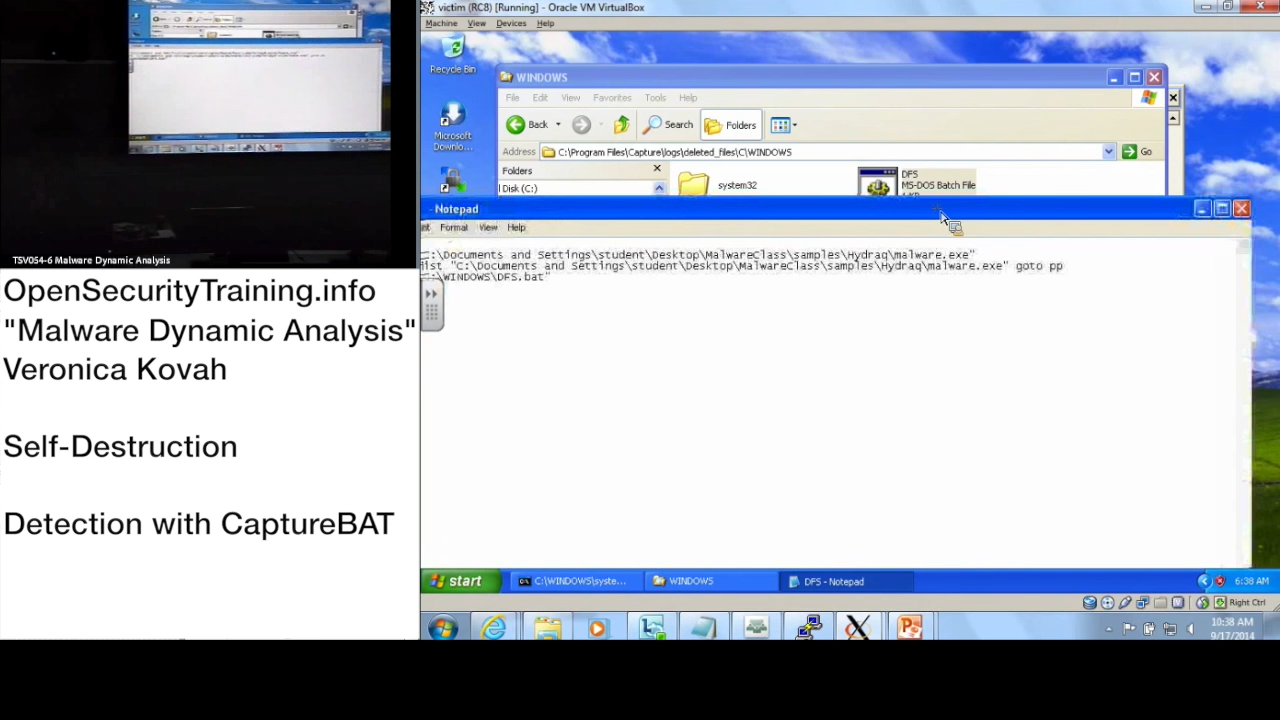 TSV054-6 Malware Dynamic Analysis
OpenSecurityTraining.info
"Malware Dynamic Analysis"
Veronica Kovah
Self-Destruction
Detection with CaptureBAT
victim (RC8) [Running] - Oracle VM VirtualBox
Machine View Devices Help
Recycle Bin
Microsoft
Downlo...
WINDOWS
File Edit View Favorites Tools Help
Back Search Folders
Address C:\Program Files\Capture\logs\deleted_files\C\WINDOWS Go
Folders
Disk (C:)
system32
DFS
MS-DOS Batch File
- Notepad
Format View Help
:\Documents and Settings\student\Desktop\MalwareClass\samples\Hydraq\malware.exe"
ist "C:\Documents and Settings\student\Desktop\MalwareClass\samples\Hydraq\malware.exe" goto pp
:\WINDOWS\DFS.bat"
start C:\WINDOWS\syste... WINDOWS DFS - Notepad 6:38 AM
Right Ctrl
10:38 AM
9/17/2014